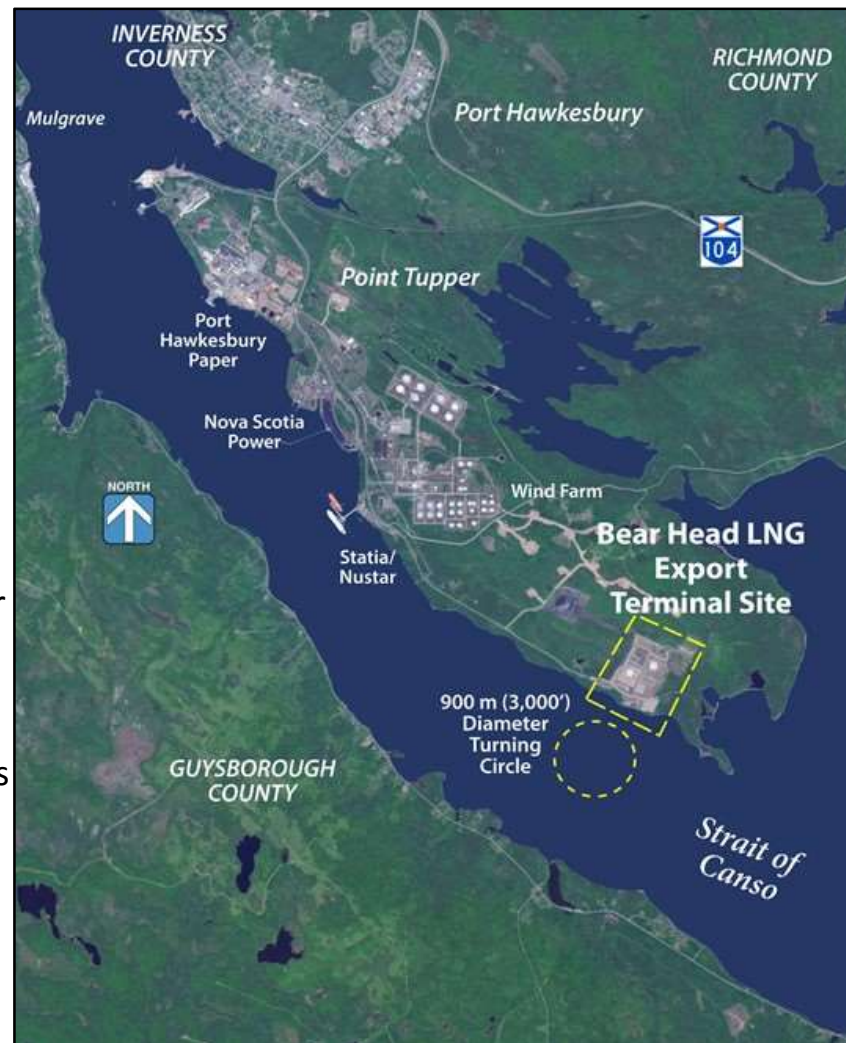 INVERNESS
COUNTY
RICHMOND
COUNTY
Mulgrave
Port Hawkesbury
104
Point Tupper
Port
Hawkesbury
Paper
Nova Scotia
Power
NORTH
Wind Farm
Statia/
Nustar
Bear Head LNG
Export
Terminal Site
r
900 m (3,000')
Diameter
Turning
Circle
s
GUYSBOROUGH
COUNTY
Strait of
Canso